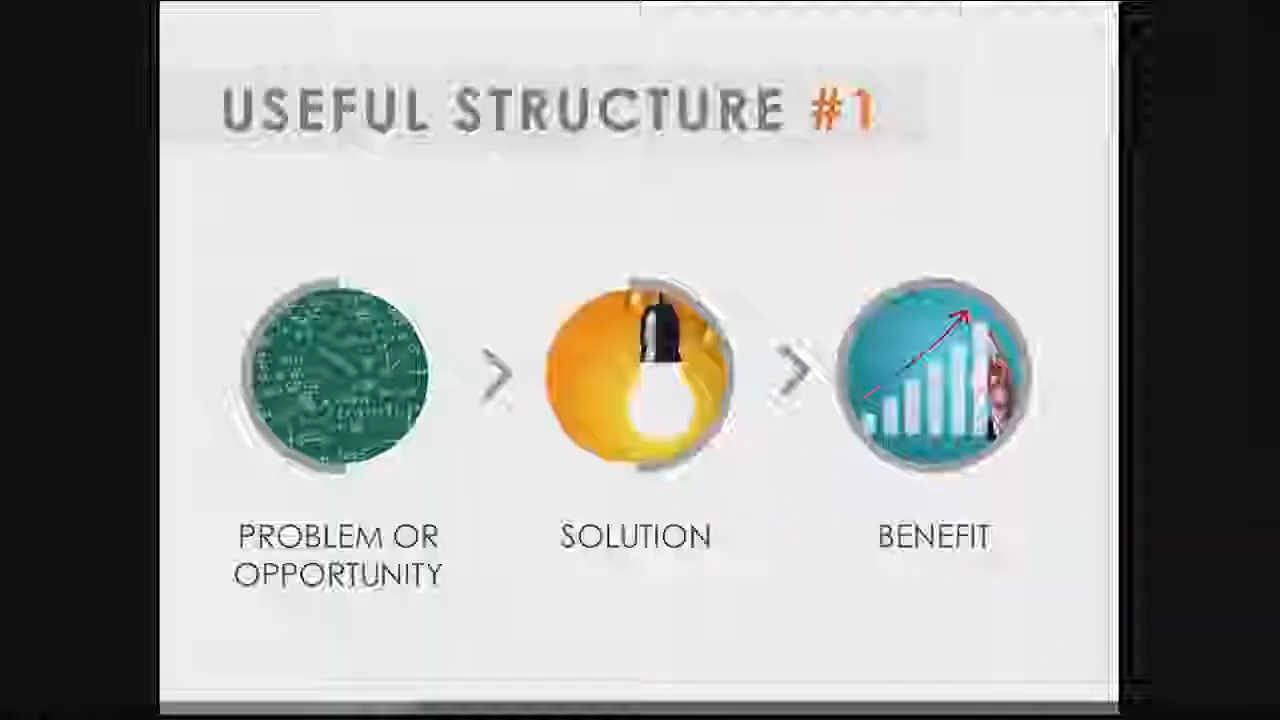 USEFUL STRUCTURE #1
PROBLEM OR
OPPORTUNITY
SOLUTION
BENEFIT